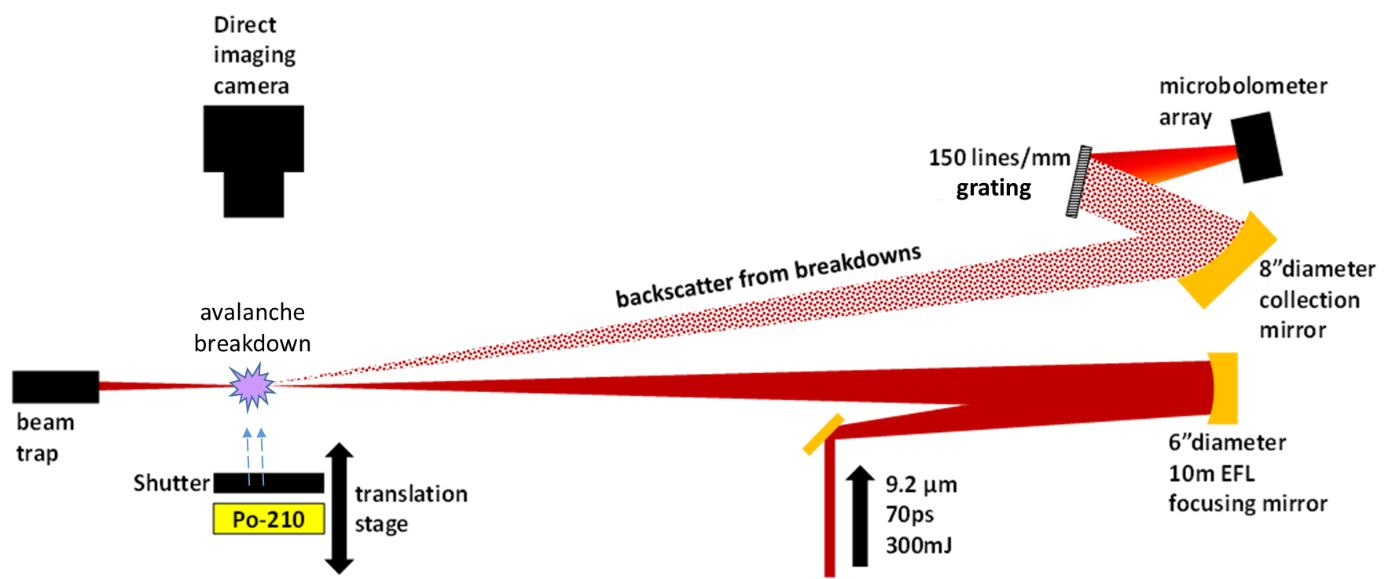 Direct
imaging
camera
microbolometer
array
150 lines/mm
grating
backscatter from breakdowns
8”diameter
collection
mirror
avalanche
breakdown
beam
trap
Shutter
Po-210
translation
stage
9.2 µm
70ps
300mJ
6”diameter
10m EFL
focusing mirror